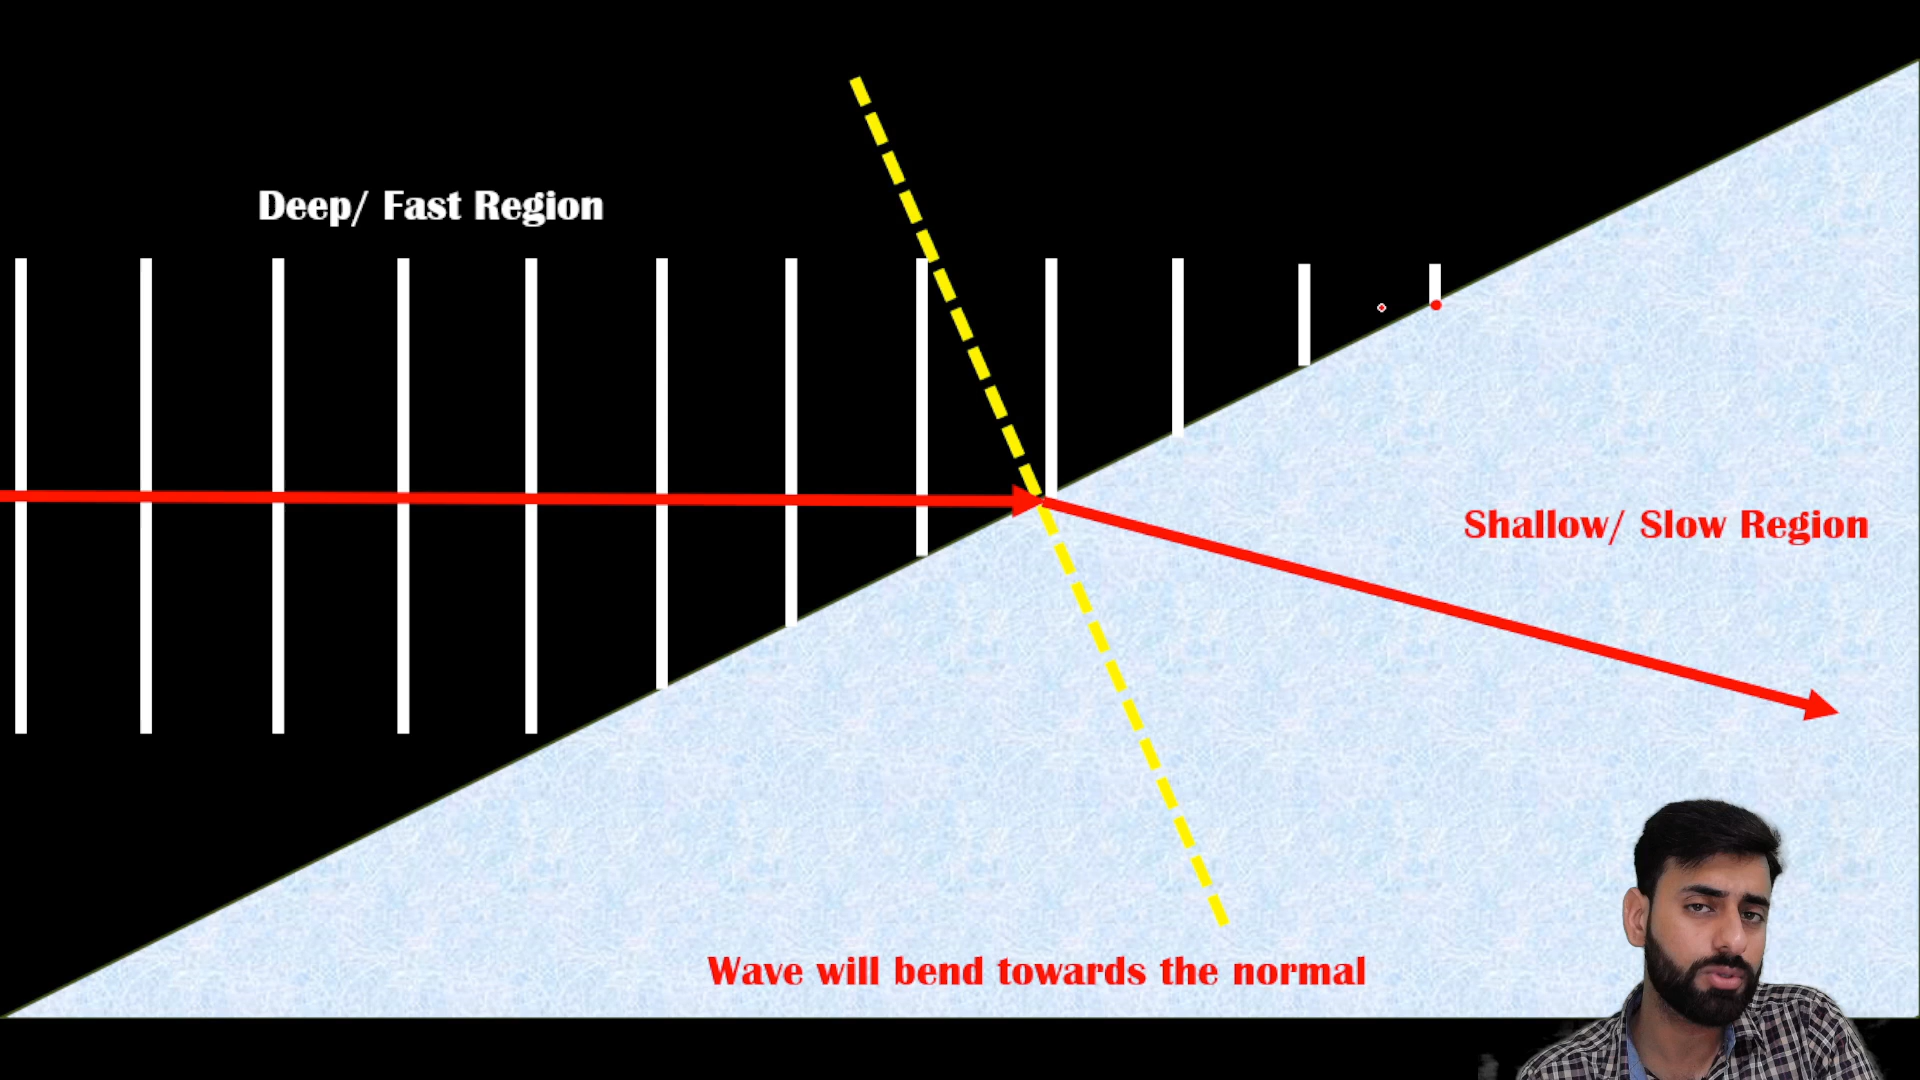 Deep/ Fast Region
Shallow/ Slow Region
Wave will bend towards the normal